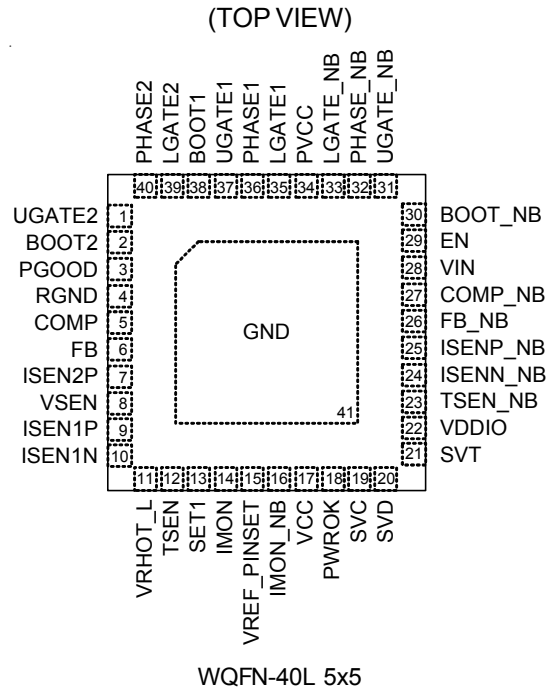 (TOP VIEW)
PHASE2
LGATE2
BOOT1
UGATE1
PHASE1
LGATE1
PVCC
LGATE_NB
PHASE_NB
UGATE_NB
40 39 38 37 36 35 34 33 32 31
UGATE2 1
BOOT2 2
PGOOD 3
RGND 4
COMP 5
FB 6
ISEN2P 7
VSEN 8
ISEN1P 9
ISEN1N 10
GND
41
30 BOOT_NB
29 EN
28 VIN
27 COMP_NB
26 FB_NB
25 ISENP_NB
24 ISENN_NB
23 TSEN_NB
22 VDDIO
21 SVT
11 12 13 14 15 16 17 18 19 20
VRHOT_L
TSEN
SET1
IMON
VREF_PINSET
IMON_NB
VCC
PWROK
SVC
SVD
WQFN-40L 5x5